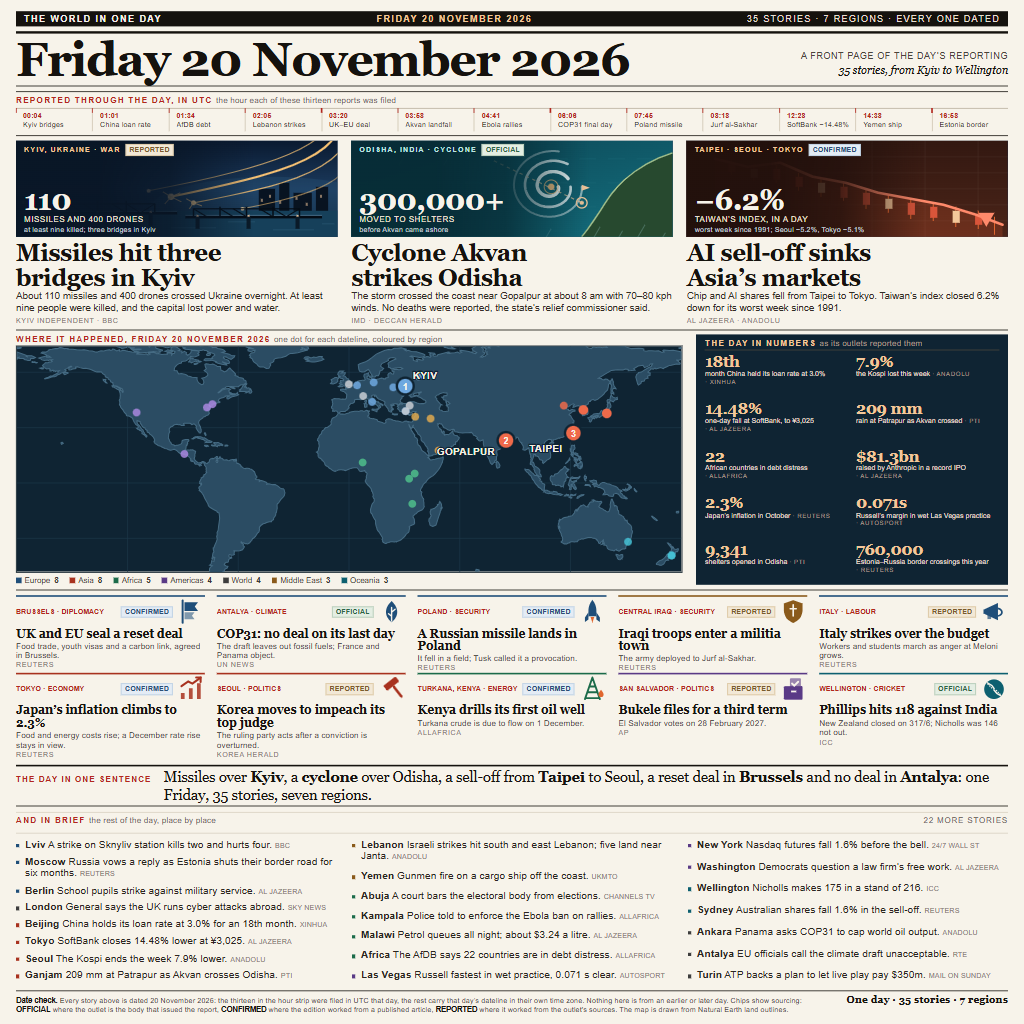 THE WORLD IN ONE DAY
FRIDAY 20 NOVEMBER 2026
35 STORIES · 7 REGIONS · EVERY ONE DATED
Friday 20 November 2026
A FRONT PAGE OF THE DAY'S REPORTING
35 stories, from Kyiv to Wellington
REPORTED THROUGH THE DAY, IN UTC the hour each of these thirteen reports was filed
00:04
Kyiv bridges
01:01
China loan rate
01:34
AfDB debt
02:05
Lebanon strikes
03:20
UK–EU deal
03:58
Akvan landfall
04:41
Ebola rallies
06:06
COP31 final day
07:45
Poland missile
03:18
Jurf al-Sakhar
12:28
SoftBank −14.48%
14:38
Yemen ship
16:58
Estonia border
KYIV, UKRAINE · WAR REPORTED
110
MISSILES AND 400 DRONES
at least nine killed; three bridges in Kyiv
Missiles hit three
bridges in Kyiv
About 110 missiles and 400 drones crossed Ukraine overnight. At least
nine people were killed, and the capital lost power and water.
KYIV INDEPENDENT · BBC
ODISHA, INDIA · CYCLONE OFFICIAL
300,000+
MOVED TO SHELTERS
before Akvan came ashore
Cyclone Akvan
strikes Odisha
The storm crossed the coast near Gopalpur at about 8 am with 70–80 kph
winds. No deaths were reported, the state's relief commissioner said.
IMD · DECCAN HERALD
TAIPEI · SEOUL · TOKYO CONFIRMED
−6.2%
TAIWAN'S INDEX, IN A DAY
worst week since 1991; Seoul −5.2%, Tokyo −5.1%
AI sell-off sinks
Asia's markets
Chip and AI shares fell from Taipei to Tokyo. Taiwan's index closed 6.2%
down for its worst week since 1991.
AL JAZEERA · ANADOLU
WHERE IT HAPPENED, FRIDAY 20 NOVEMBER 2026 one dot for each dateline, coloured by region
KYIV
1
2
GOPALPUR
3
TAIPEI
Europe 8
Asia 8
Africa 5
Americas 4
World 4
Middle East 3
Oceania 3
THE DAY IN NUMBERS as its outlets reported them
18th
month China held its loan rate at 3.0%
· XINHUA
7.9%
the Kospi lost this week · ANADOLU
14.48%
one-day fall at SoftBank, to ¥3,025
· AL JAZEERA
209 mm
rain at Patrapur as Akvan crossed · PTI
22
African countries in debt distress
· ALLAFRICA
$81.3bn
raised by Anthropic in a record IPO
· AL JAZEERA
2.3%
Japan's inflation in October · REUTERS
0.071s
Russell's margin in wet Las Vegas practice
· AUTOSPORT
9,341
shelters opened in Odisha · PTI
760,000
Estonia–Russia border crossings this year
· REUTERS
BRUSSELS · DIPLOMACY CONFIRMED
UK and EU seal a reset deal
Food trade, youth visas and a carbon link, agreed
in Brussels.
REUTERS
ANTALYA · CLIMATE OFFICIAL
COP31: no deal on its last day
The draft leaves out fossil fuels; France and
Panama object.
UN NEWS
POLAND · SECURITY CONFIRMED
A Russian missile lands in
Poland
It fell in a field; Tusk called it a provocation.
REUTERS
CENTRAL IRAQ · SECURITY REPORTED
Iraqi troops enter a militia
town
The army deployed to Jurf al-Sakhar.
REUTERS
ITALY · LABOUR REPORTED
Italy strikes over the budget
Workers and students march as anger at Meloni
grows.
REUTERS
TOKYO · ECONOMY CONFIRMED
Japan's inflation climbs to
2.3%
Food and energy costs rise; a December rate rise
stays in view.
REUTERS
SEOUL · POLITICS REPORTED
Korea moves to impeach its
top judge
The ruling party acts after a conviction is
overturned.
KOREA HERALD
TURKANA, KENYA · ENERGY CONFIRMED
Kenya drills its first oil well
Turkana crude is due to flow on 1 December.
ALLAFRICA
SAN SALVADOR · POLITICS REPORTED
Bukele files for a third term
El Salvador votes on 28 February 2027.
AP
WELLINGTON · CRICKET OFFICIAL
Phillips hits 118 against India
New Zealand closed on 317/6; Nicholls was 146
not out.
ICC
THE DAY IN ONE SENTENCE
Missiles over Kyiv, a cyclone over Odisha, a sell-off from Taipei to Seoul, a reset deal in Brussels and no deal in Antalya: one
Friday, 35 stories, seven regions.
AND IN BRIEF the rest of the day, place by place
22 MORE STORIES
Lviv A strike on Sknyliv station kills two and hurts four. BBC
Moscow Russia vows a reply as Estonia shuts their border road for
six months. REUTERS
Berlin School pupils strike against military service. AL JAZEERA
London General says the UK runs cyber attacks abroad. SKY NEWS
Beijing China holds its loan rate at 3.0% for an 18th month. XINHUA
Tokyo SoftBank closes 14.48% lower at ¥3,025. AL JAZEERA
Seoul The Kospi ends the week 7.9% lower. ANADOLU
Ganjam 209 mm at Patrapur as Akvan crosses Odisha. PTI
Lebanon Israeli strikes hit south and east Lebanon; five land near
Janta. ANADOLU
Yemen Gunmen fire on a cargo ship off the coast. UKMTO
Abuja A court bars the electoral body from elections. CHANNELS TV
Kampala Police told to enforce the Ebola ban on rallies. ALLAFRICA
Malawi Petrol queues all night; about $3.24 a litre. AL JAZEERA
Africa The AfDB says 22 countries are in debt distress. ALLAFRICA
Las Vegas Russell fastest in wet practice, 0.071 s clear. AUTOSPORT
New York Nasdaq futures fall 1.6% before the bell. 24/7 WALL ST
Washington Democrats question a law firm's free work. AL JAZEERA
Wellington Nicholls makes 175 in a stand of 216. ICC
Sydney Australian shares fall 1.6% in the sell-off. REUTERS
Ankara Panama asks COP31 to cap world oil output. ANADOLU
Antalya EU officials call the climate draft unacceptable. RTE
Turin ATP backs a plan to let live play pay $350m. MAIL ON SUNDAY
Date check. Every story above is dated 20 November 2026: the thirteen in the hour strip were filed in UTC that day, the rest carry that day's dateline in their own time zone. Nothing here is from an earlier or later day. Chips show sourcing:
OFFICIAL where the outlet is the body that issued the report, CONFIRMED where the edition worked from a published article, REPORTED where it worked from the outlet's sources. The map is drawn from Natural Earth land outlines.
One day · 35 stories · 7 regions